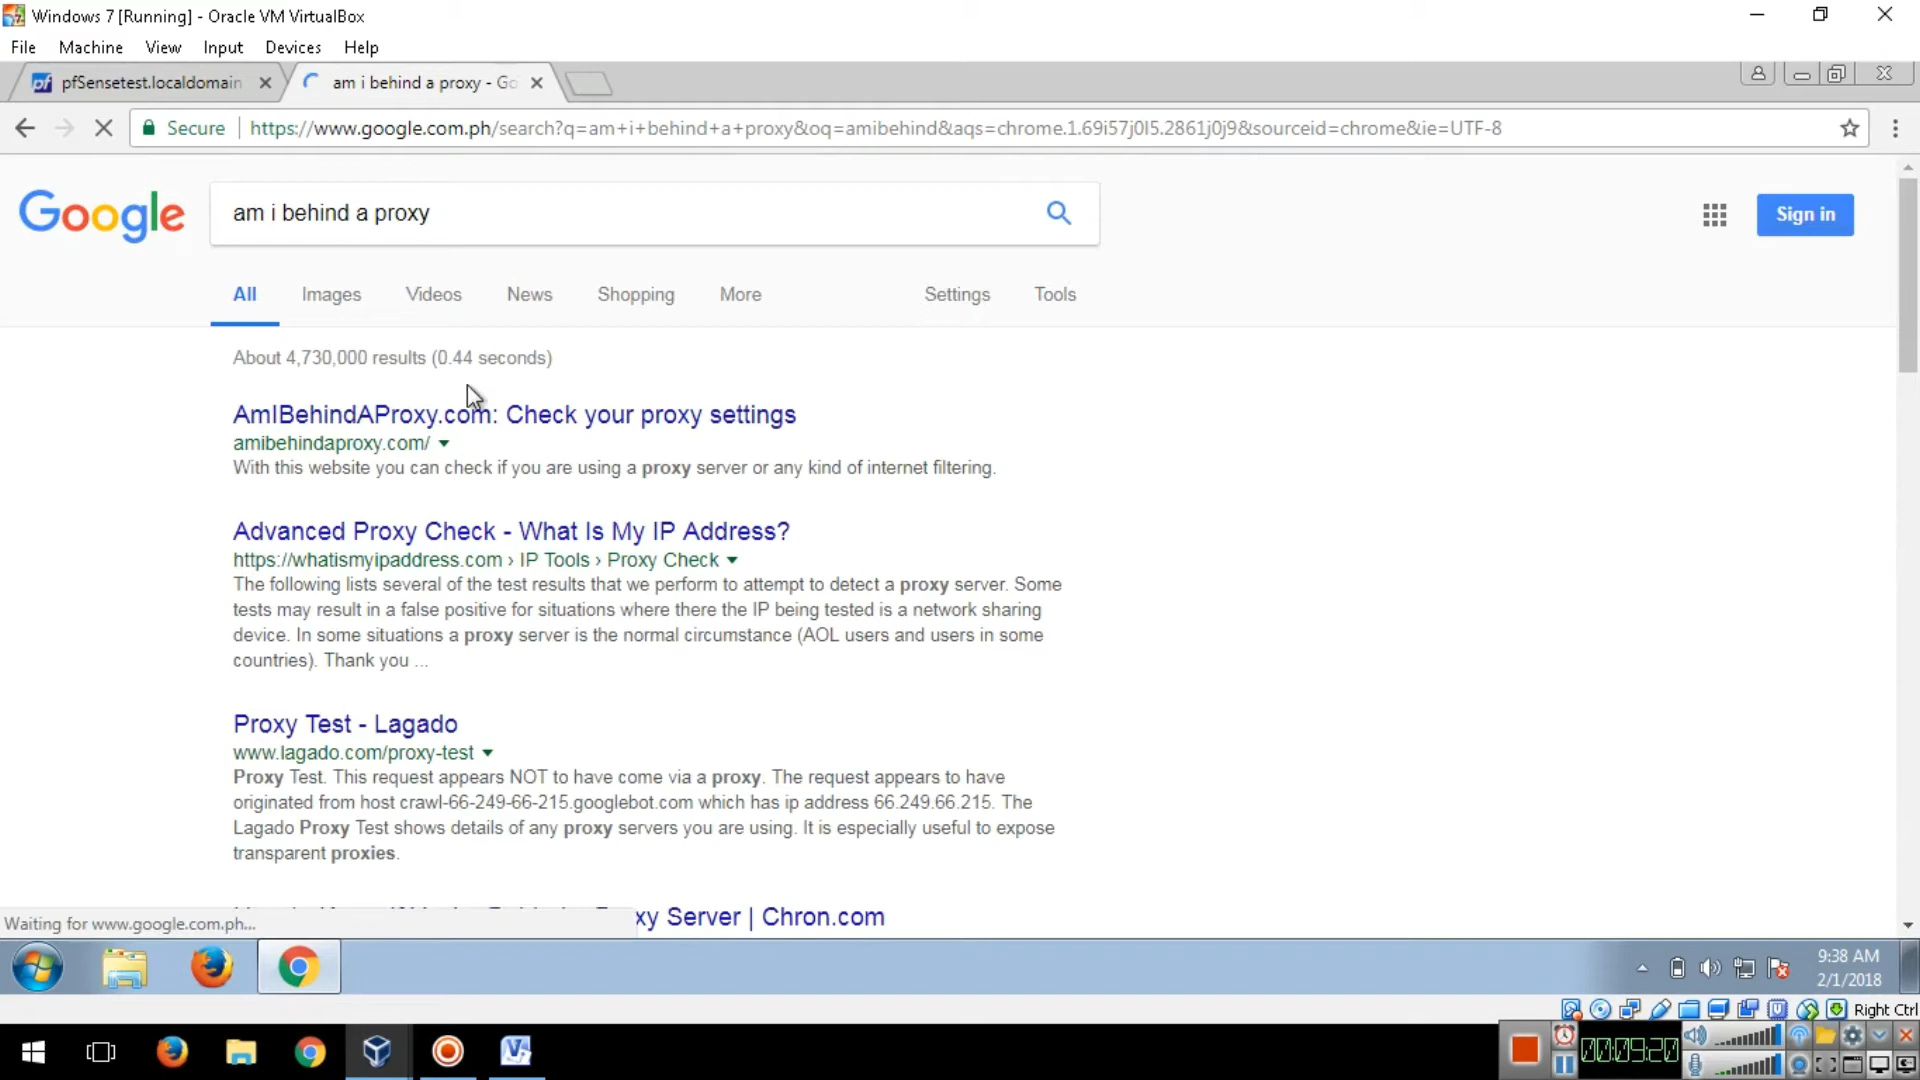 Windows 7 [Running] - Oracle VM VirtualBox
File Machine View Input Devices Help
pfSensetest.localdomain
am i behind a proxy - Go
Secure https://www.google.com.ph/search?q=am+i+behind+a+proxy&oq=amibehind&aqs=chrome.1.69i57j0l5.2861j0j9&sourceid=chrome&ie=UTF-8
Google
am i behind a proxy
Sign in
All Images Videos News Shopping More Settings Tools
About 4,730,000 results (0.44 seconds)
AmIBehindAProxy.com: Check your proxy settings
amibehindaproxy.com/
With this website you can check if you are using a proxy server or any kind of internet filtering.
Advanced Proxy Check - What Is My IP Address?
https://whatismyipaddress.com › IP Tools › Proxy Check
The following lists several of the test results that we perform to attempt to detect a proxy server. Some
tests may result in a false positive for situations where there the IP being tested is a network sharing
device. In some situations a proxy server is the normal circumstance (AOL users and users in some
countries). Thank you ...
Proxy Test - Lagado
www.lagado.com/proxy-test
Proxy Test. This request appears NOT to have come via a proxy. The request appears to have
originated from host crawl-66-249-66-215.googlebot.com which has ip address 66.249.66.215. The
Lagado Proxy Test shows details of any proxy servers you are using. It is especially useful to expose
transparent proxies.
xy Server | Chron.com
Waiting for www.google.com.ph...
9:38 AM
2/1/2018
Right Ctrl
00:09:20